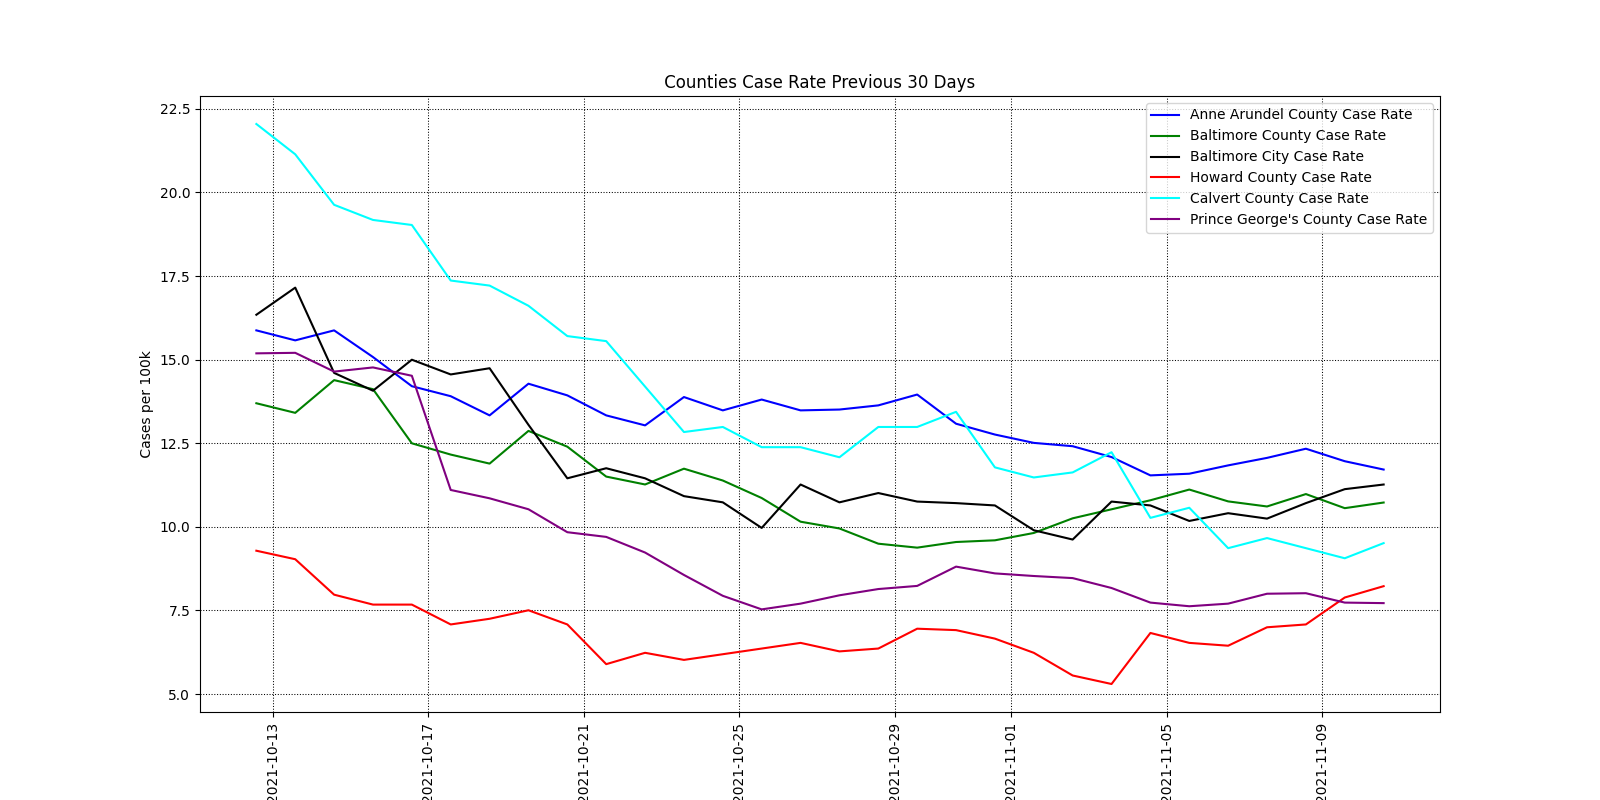 Counties Case Rate Previous 30 Days
Cases per 100k
22.5
20.0
17.5
15.0
12.5
10.0
7.5
5.0
Anne Arundel County Case Rate
Baltimore County Case Rate
Baltimore City Case Rate
Howard County Case Rate
Calvert County Case Rate
Prince George's County Case Rate
2021-10-13
2021-10-17
2021-10-21
2021-10-25
2021-10-29
2021-11-01
2021-11-05
2021-11-09